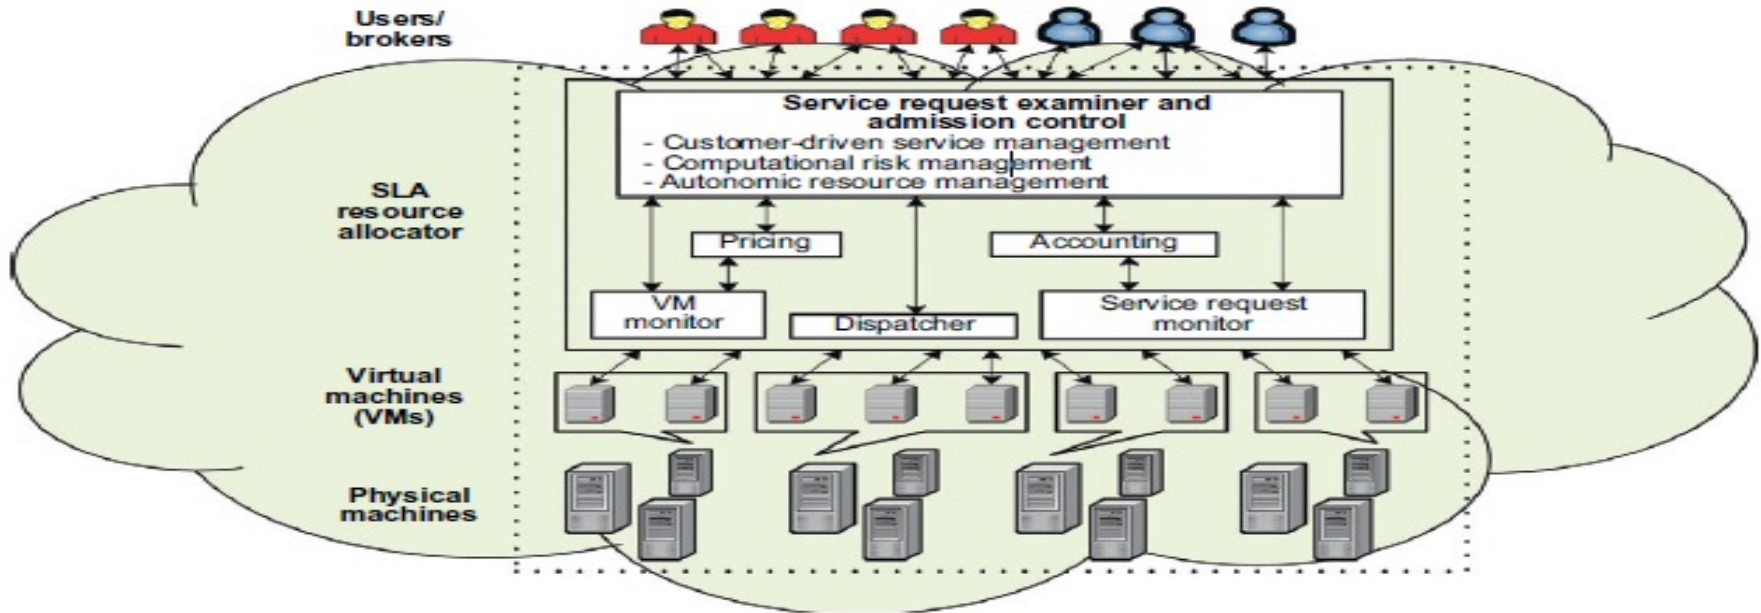 Users/
brokers
Service request examiner and
admission control
- Customer-driven service management
- Computational risk management
- Autonomic resource management
SLA
resource
allocator
Pricing
Accounting
VM
monitor
Dispatcher
Service request
monitor
Virtual
machines
(VMs)
Physical
machines